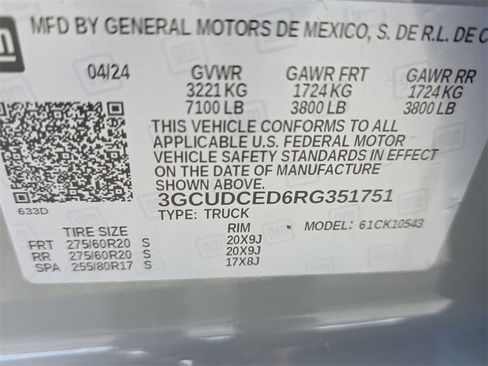 gm MFD BY GENERAL MOTORS DE MEXICO, S. DE R.L. DE C
04/24 GVWR GAWR FRT GAWR RR
3221 KG 1724 KG 1724 KG
7100 LB 3800 LB 3800 LB
THIS VEHICLE CONFORMS TO ALL
APPLICABLE U.S. FEDERAL MOTOR
VEHICLE SAFETY STANDARDS IN EFFECT
ON THE DATE OF MANUFACTURE
SHOWN ABOVE.
3GCUDCED6RG351751
633D TYPE: TRUCK MODEL: 61CK10543
TIRE SIZE RIM
FRT 275/60R20 S 20X9J
RR 275/60R20 S 20X9J
SPA 255/80R17 S 17X8J